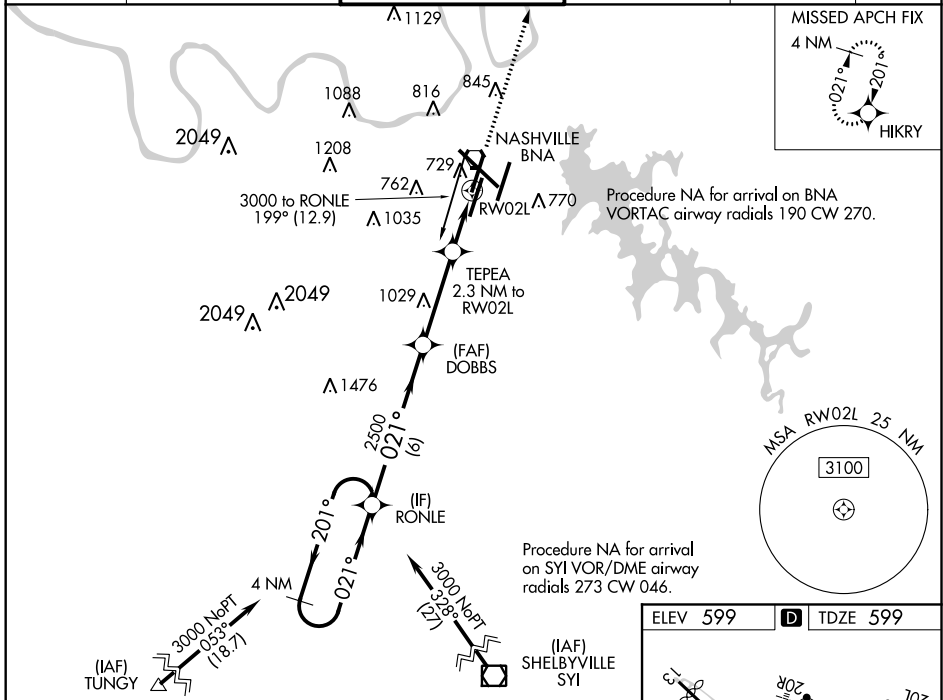 MISSED APCH FIX
4 NM
021°
201°
HIKRY
1129
845
1088
816
2049
1208
NASHVILLE
BNA
729
762
3000 to RONLE
199° (12.9)
1035
RW02L
770
Procedure NA for arrival on BNA
VORTAC airway radials 190 CW 270.
TEPEA
2.3 NM to
RW02L
2049
2049
1029
(FAF)
DOBBS
1476
2500
021°
(6)
MSA RW02L 25 NM
3100
(IF)
RONLE
201°
021°
4 NM
Procedure NA for arrival
on SYI VOR/DME airway
radials 273 CW 046.
3000 NoPT
053°
(18.7)
(IAF)
TUNGY
3000 NoPT
328°
(27)
(IAF)
SHELBYVILLE
SYI
ELEV 599
D
TDZE 599
13
20R
20L